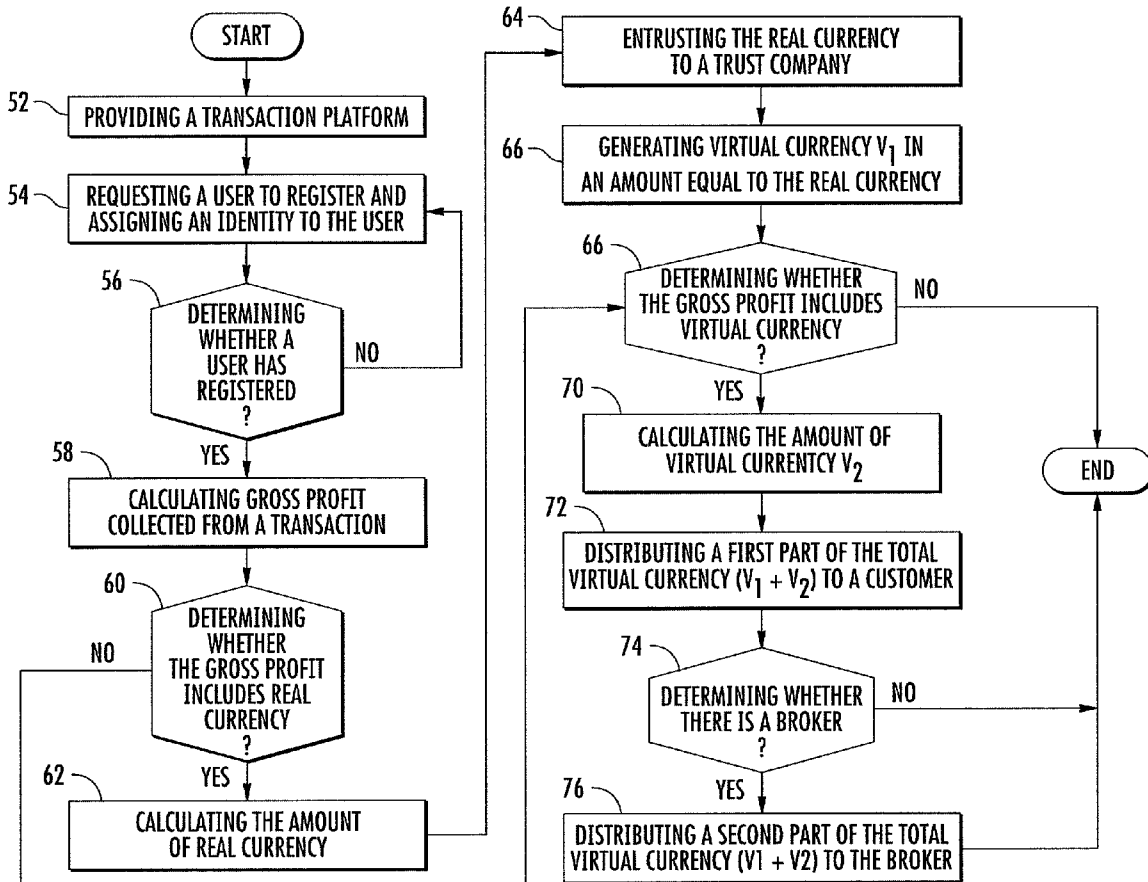 START
52
PROVIDING A TRANSACTION PLATFORM
54
REQUESTING A USER TO REGISTER AND
ASSIGNING AN IDENTITY TO THE USER
56
DETERMINING
WHETHER A
USER HAS
REGISTERED
?
NO
YES
58
CALCULATING GROSS PROFIT
COLLECTED FROM A TRANSACTION
60
DETERMINING
WHETHER
THE GROSS PROFIT
INCLUDES REAL
CURRENCY
?
NO
YES
62
CALCULATING THE AMOUNT
OF REAL CURRENCY
64
ENTRUSTING THE REAL CURRENCY
TO A TRUST COMPANY
66
GENERATING VIRTUAL CURRENCY V1 IN
AN AMOUNT EQUAL TO THE REAL CURRENCY
66
DETERMINING WHETHER
THE GROSS PROFIT INCLUDES
VIRTUAL CURRENCY
?
NO
YES
70
CALCULATING THE AMOUNT OF
VIRTUAL CURRENTCY V2
END
72
DISTRIBUTING A FIRST PART OF THE TOTAL
VIRTUAL CURRENCY (V1 + V2) TO A CUSTOMER
74
DETERMINING WHETHER
THERE IS A BROKER
?
NO
YES
76
DISTRIBUTING A SECOND PART OF THE TOTAL
VIRTUAL CURRENCY (V1 + V2) TO THE BROKER